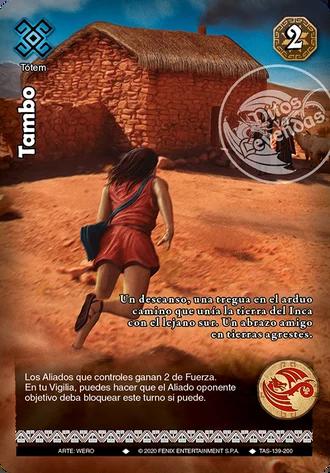 2
Tótem
Tambo
Mitos
Leyendas
Un descanso, una tregua en el arduo
camino que unía la tierra del Inca
con el lejano sur. Un abrazo amigo
en tierras agrestes.
Los Aliados que controles ganan 2 de Fuerza.
En tu Vigilia, puedes hacer que el Aliado oponente
objetivo deba bloquear este turno si puede.
ARTE: WERO
© 2020 FENIX ENTERTAINMENT S.P.A.
TAS-139-200